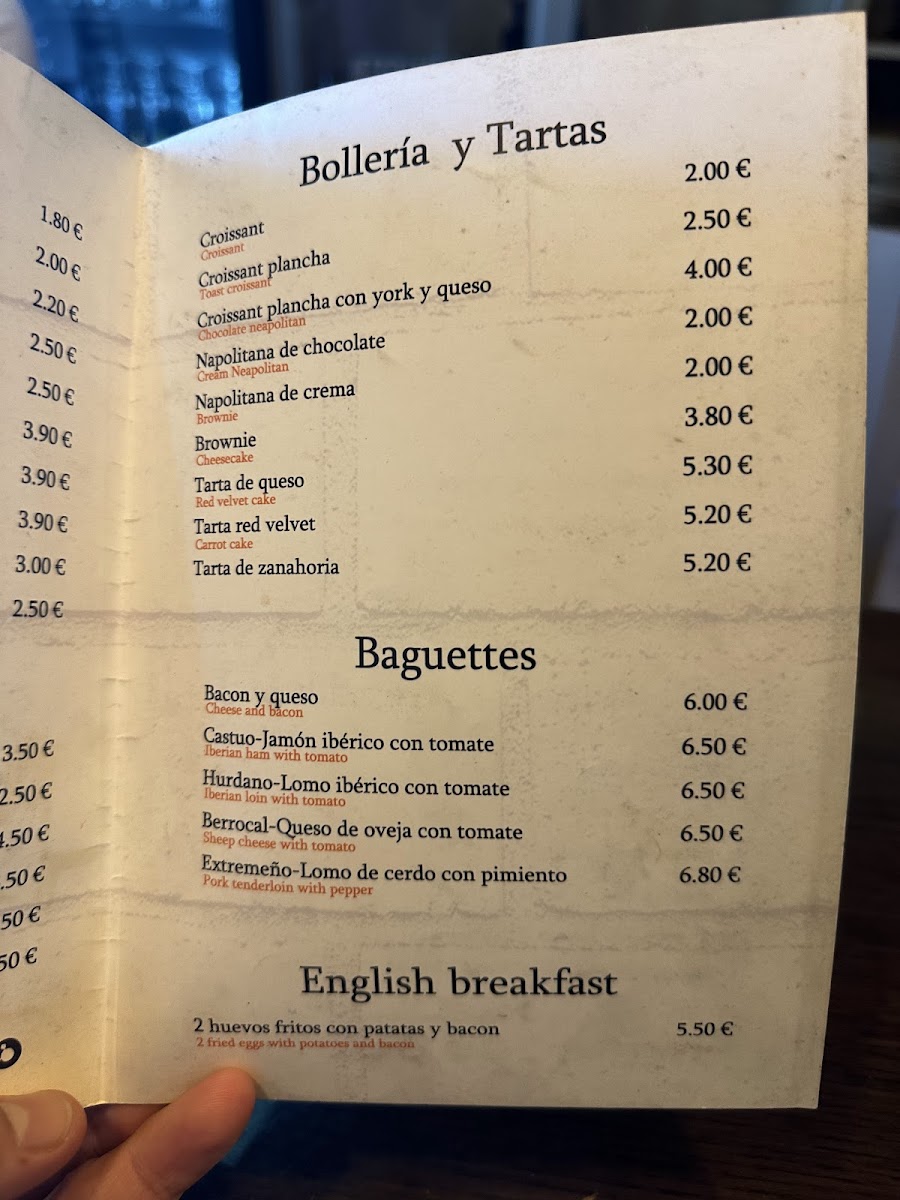 1.80 €
2.00 €
2.20 €
2.50 €
2.50 €
3.90 €
3.90 €
3.90 €
3.00 €
2.50 €
3.50 €
2.50 €
.50 €
.50 €
50 €
50 €
Bollería y Tartas
Croissant 2.00 €
Croissant
Croissant plancha 2.50 €
Toast croissant
Croissant plancha con york y queso 4.00 €
Chocolate neapolitan
Napolitana de chocolate 2.00 €
Cream Neapolitan
Napolitana de crema 2.00 €
Brownie
Brownie 3.80 €
Cheesecake
Tarta de queso 5.30 €
Red velvet cake
Tarta red velvet 5.20 €
Carrot cake
Tarta de zanahoria 5.20 €
Baguettes
Bacon y queso 6.00 €
Cheese and bacon
Castuo-Jamón ibérico con tomate 6.50 €
Iberian ham with tomato
Hurdano-Lomo ibérico con tomate 6.50 €
Iberian loin with tomato
Berrocal-Queso de oveja con tomate 6.50 €
Sheep cheese with tomato
Extremeño-Lomo de cerdo con pimiento 6.80 €
Pork tenderloin with pepper
English breakfast
2 huevos fritos con patatas y bacon 5.50 €
2 fried eggs with potatoes and bacon